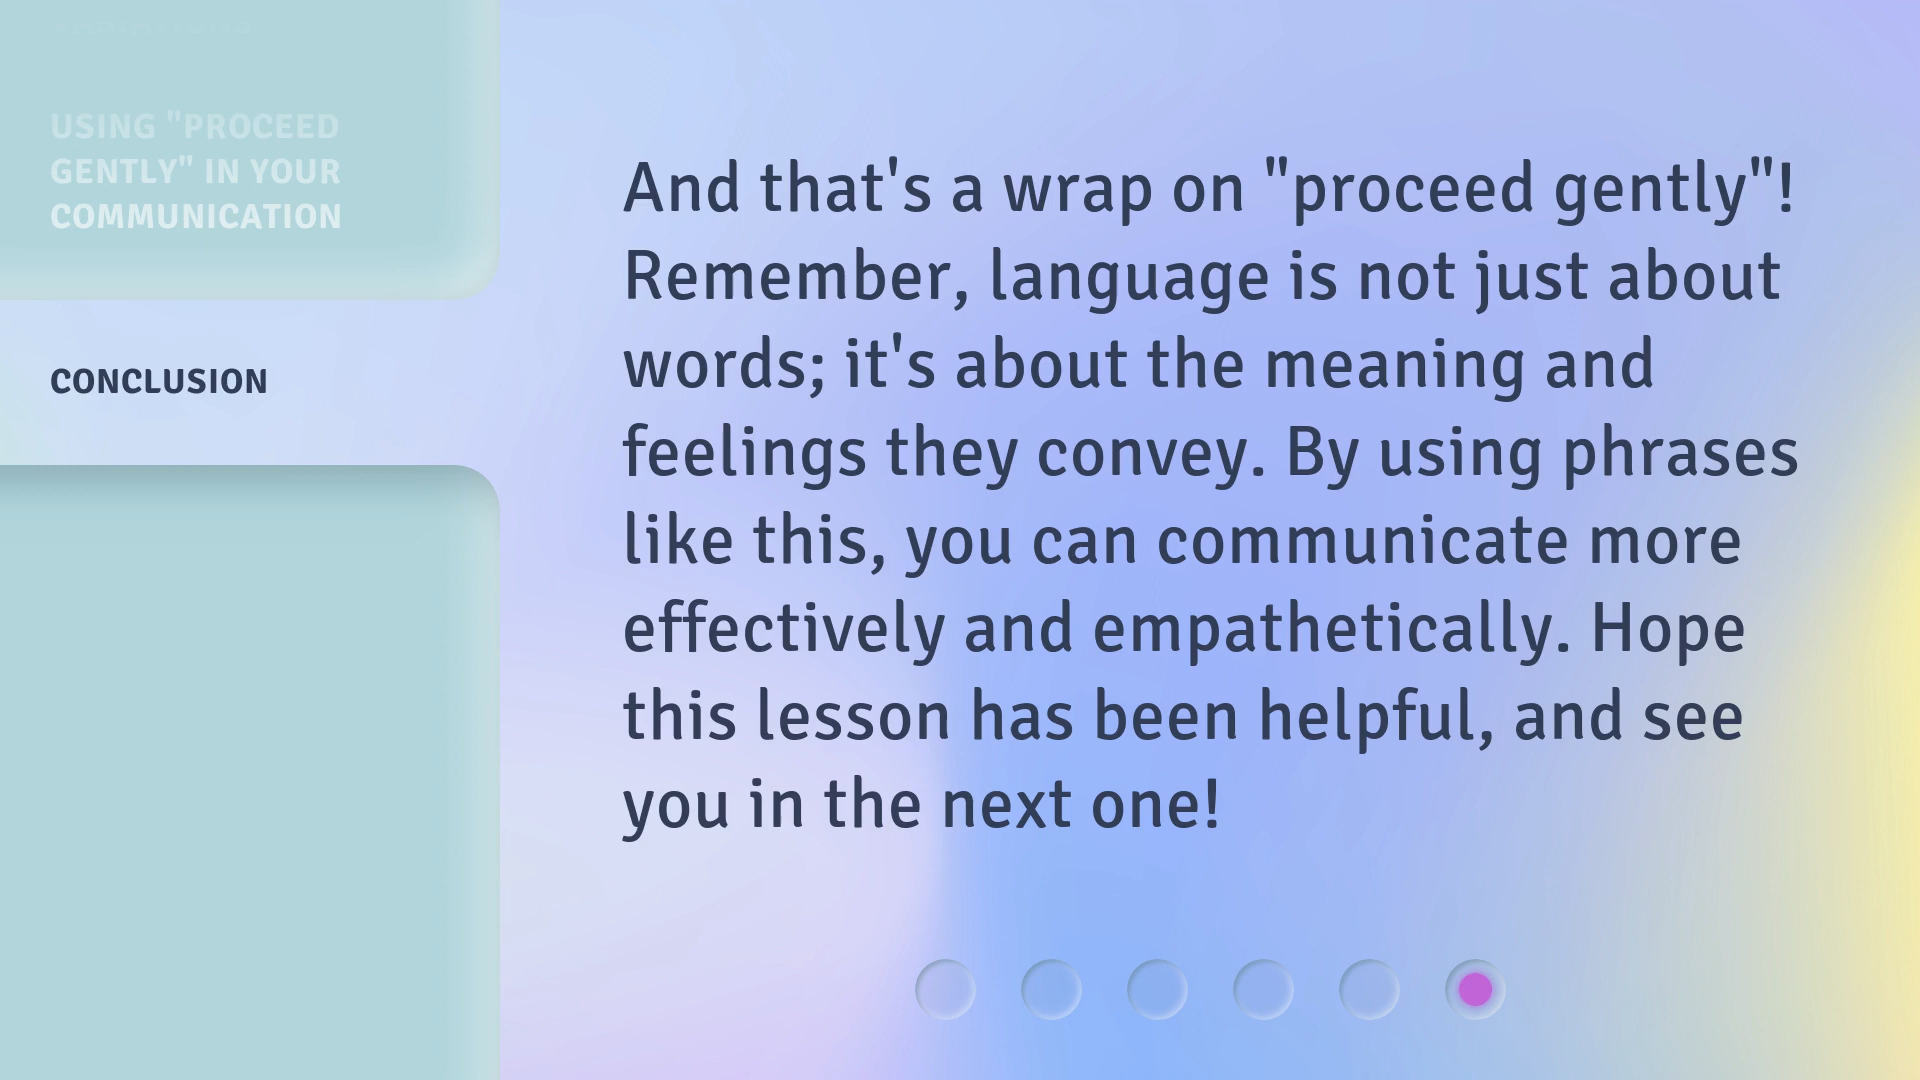 USING "PROCEED
GENTLY" IN YOUR
COMMUNICATION
CONCLUSION
And that's a wrap on "proceed gently"!
Remember, language is not just about
words; it's about the meaning and
feelings they convey. By using phrases
like this, you can communicate more
effectively and empathetically. Hope
this lesson has been helpful, and see
you in the next one!